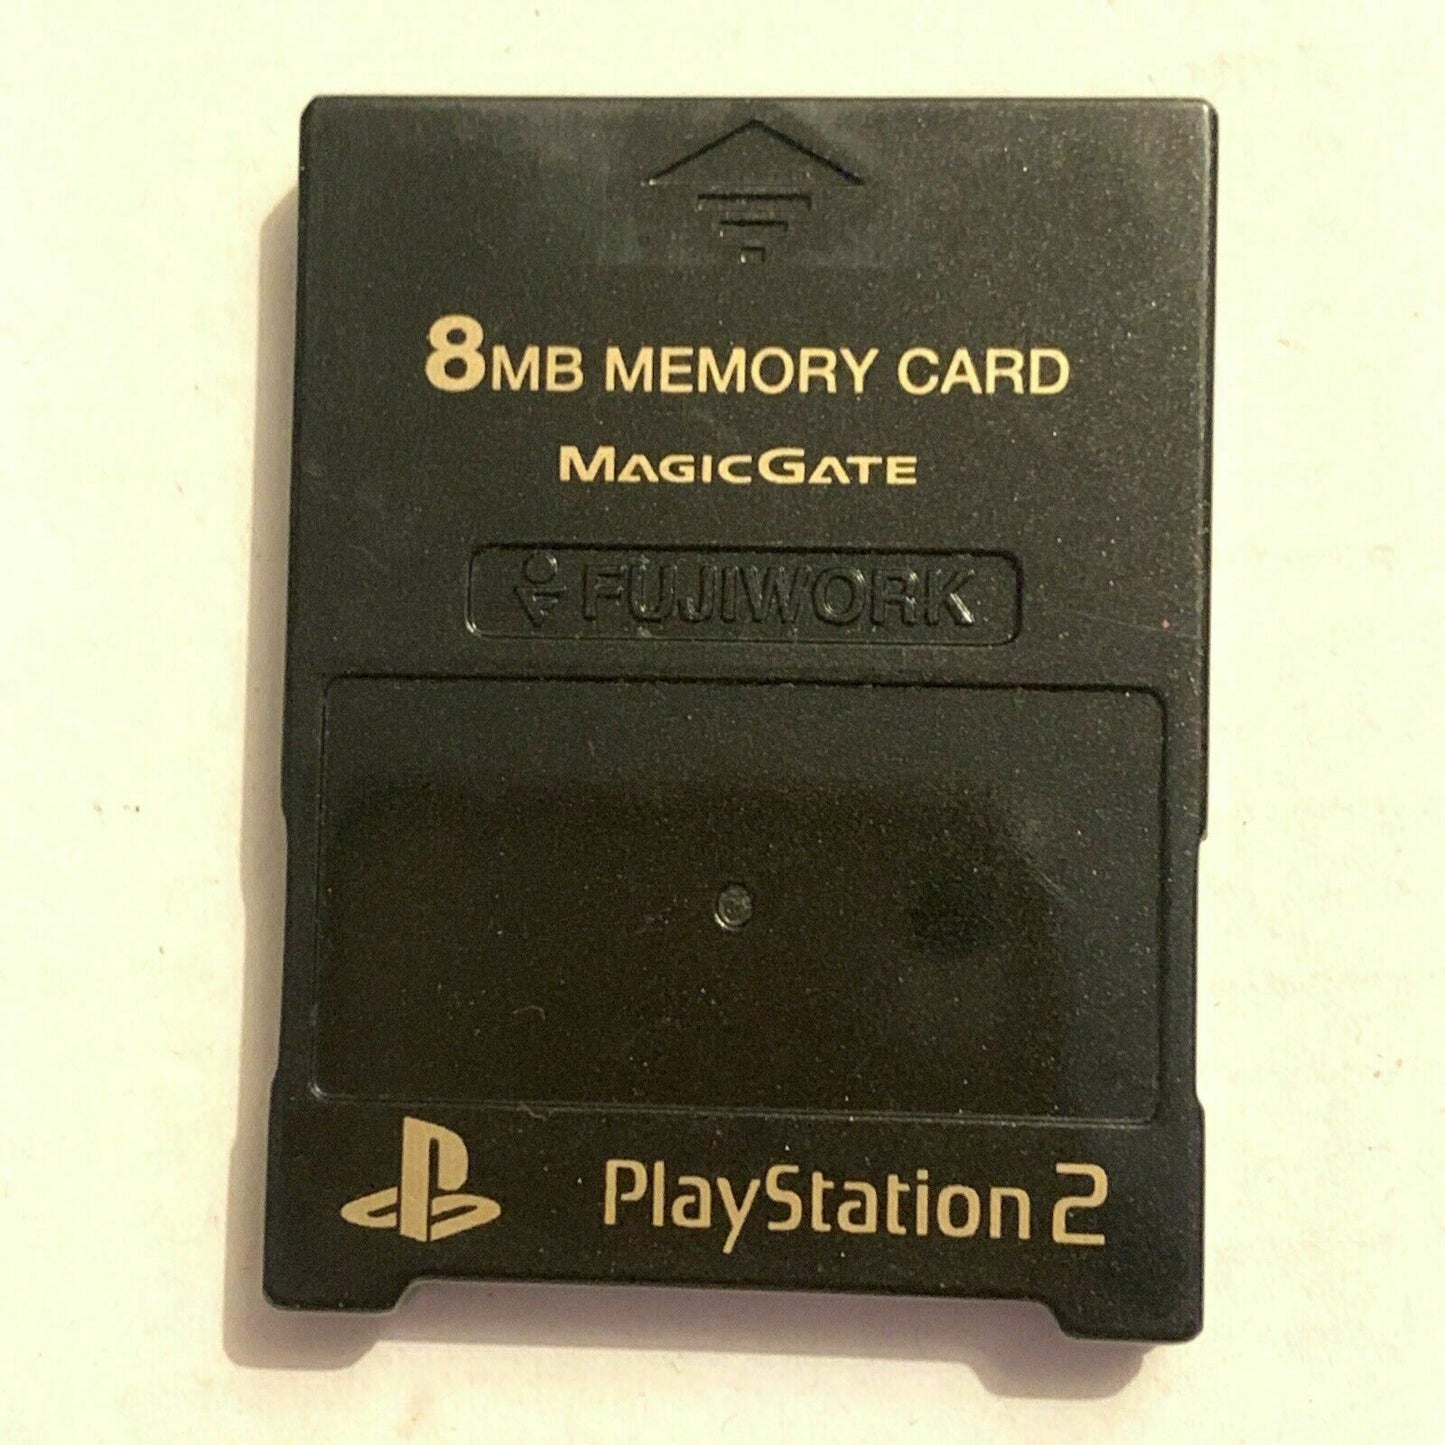 8MB MEMORY CARD
MAGICGATE
FUJIWORK
PlayStation 2